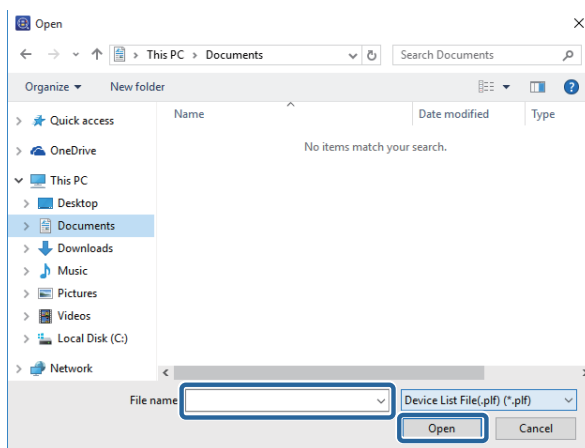 Open
This PC > Documents
Search Documents
Organize
New folder
Name
Date modified
Type
No items match your search.
Quick access
OneDrive
This PC
Desktop
Documents
Downloads
Music
Pictures
Videos
Local Disk (C:)
Network
File name
Device List File(.plf) (*.plf)
Open
Cancel